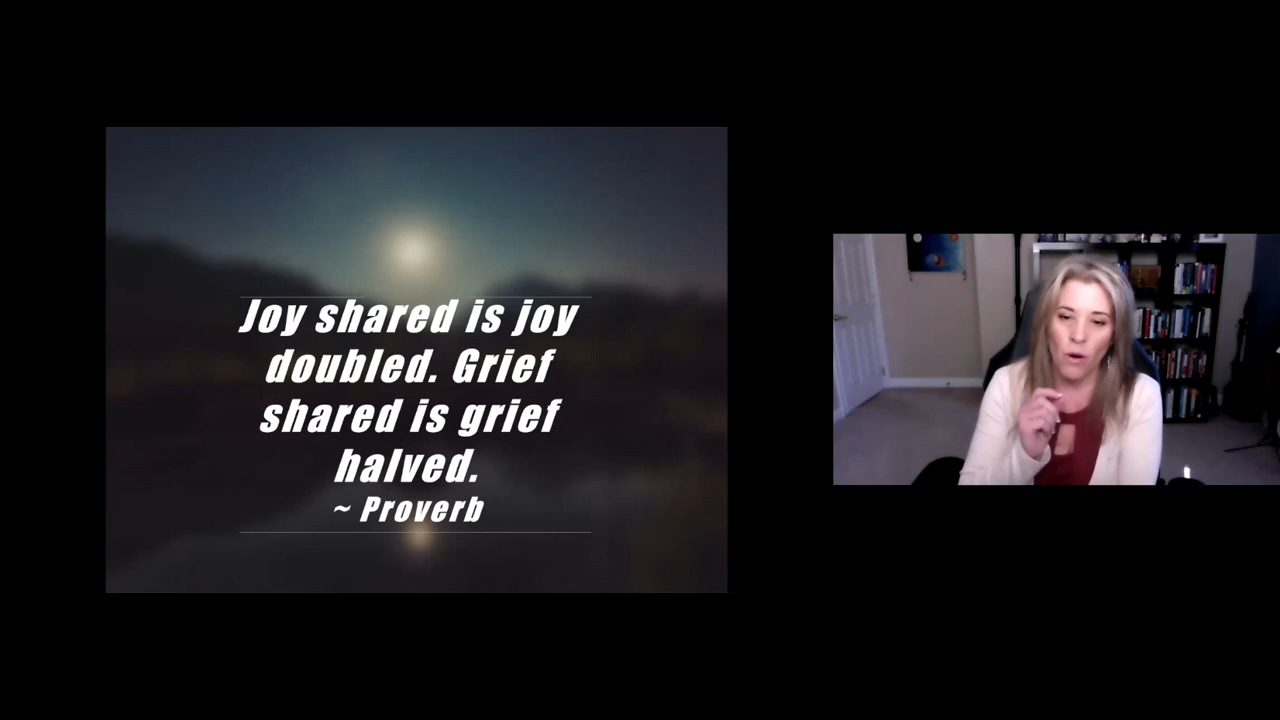 Joy shared is joy
doubled. Grief
shared is grief
halved.
~ Proverb